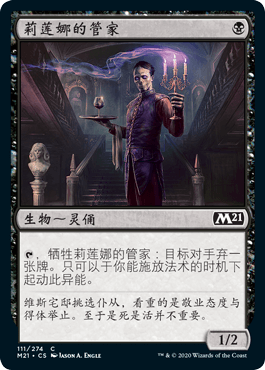 莉莲娜的管家
生物～灵俑
M21
，牺牲莉莲娜的管家：目标对手弃一
张牌。只可以于你能施放法术的时机下
起动此异能。
维斯宅邸挑选仆从，看重的是敬业态度与
得体举止。至于是死是活并不重要。
1/2
111/274 C
M21 • CS JASON A. ENGLE
™ & © 2020 Wizards of the Coast